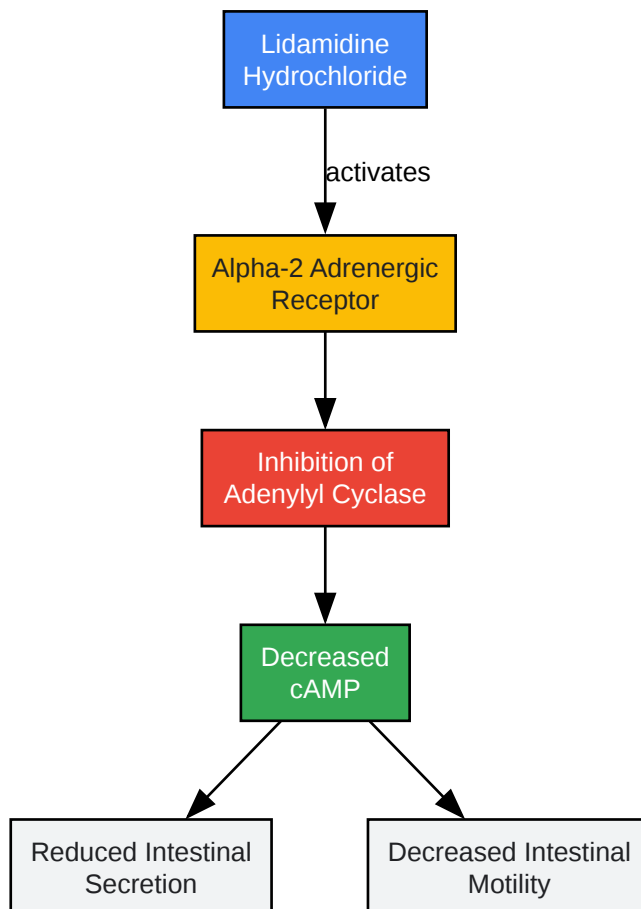 Lidamidine
Hydrochloride
activates
Alpha-2 Adrenergic
Receptor
Inhibition of
Adenylyl Cyclase
Decreased
cAMP
Reduced Intestinal
Secretion
Decreased Intestinal
Motility